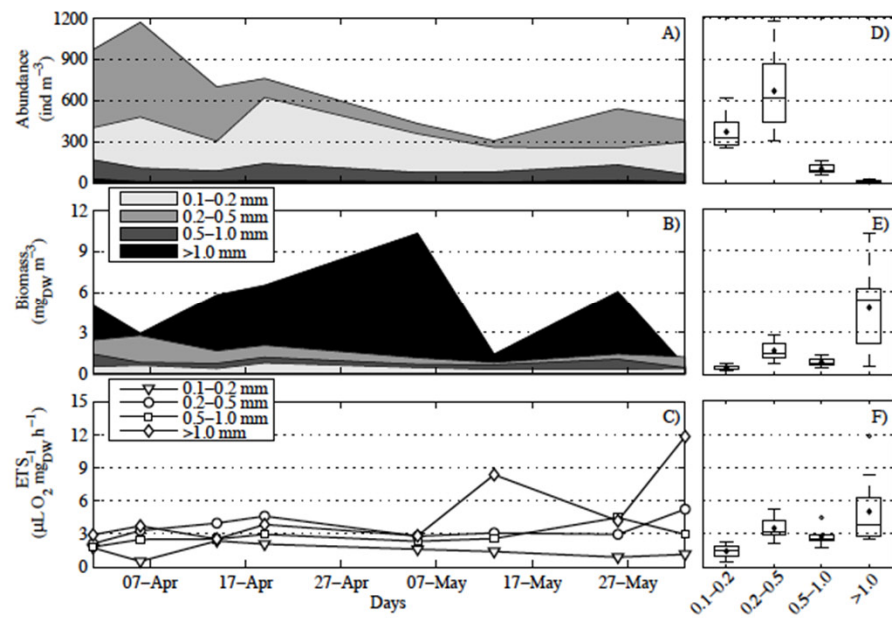 1200
900
600
300
0
Abundance
(ind m⁻³)
A)
D)
0.1–0.2 mm
0.2–0.5 mm
0.5–1.0 mm
>1.0 mm
12
9
6
3
0
Biomass
(mg_DW m⁻³)
B)
E)
0.1–0.2 mm
0.2–0.5 mm
0.5–1.0 mm
>1.0 mm
15
12
9
6
3
0
ETS
(μL O₂ mg_DW⁻¹ h⁻¹)
C)
F)
07–Apr
17–Apr
27–Apr
07–May
17–May
27–May
Days
0.1–0.2
0.2–0.5
0.5–1.0
>1.0